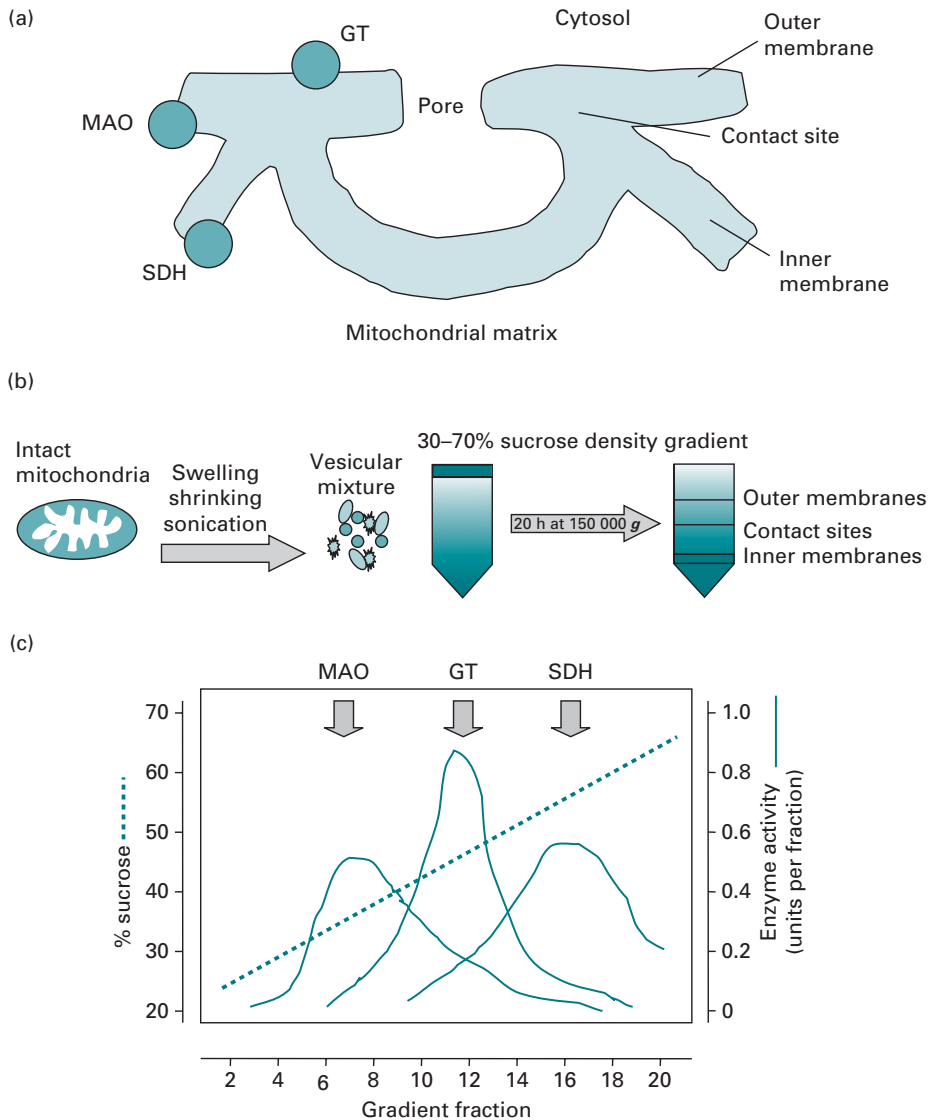 (a)
Cytosol
GT
Outer
membrane
MAO
Pore
Contact site
SDH
Inner
membrane
Mitochondrial matrix
(b)
Intact
mitochondria
Swelling
shrinking
sonication
Vesicular
mixture
30–70% sucrose density gradient
20 h at 150 000 g
Outer membranes
Contact sites
Inner membranes
(c)
MAO GT SDH
70
60
50
40
30
20
% sucrose
1.0
0.8
0.6
0.4
0.2
0
Enzyme activity
(units per fraction)
2 4 6 8 10 12 14 16 18 20
Gradient fraction